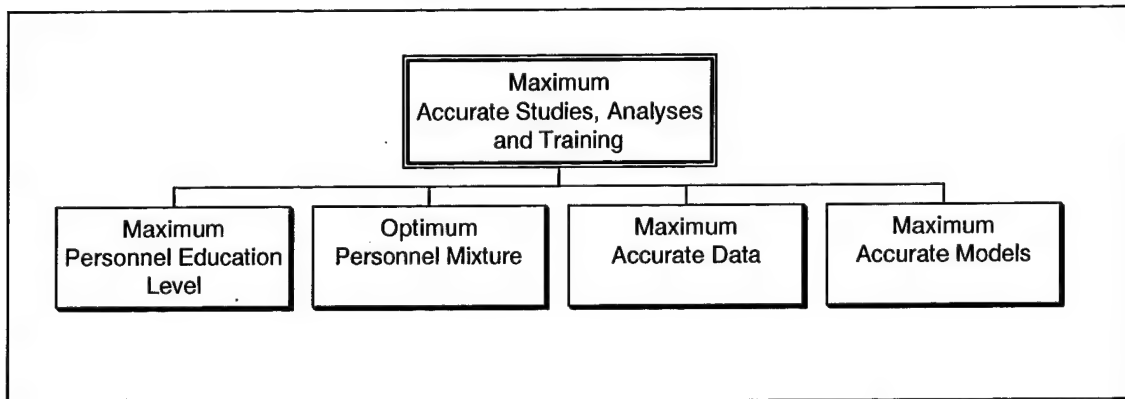 Maximum
Accurate Studies, Analyses
and Training
Maximum
Personnel Education
Level
Optimum
Personnel Mixture
Maximum
Accurate Data
Maximum
Accurate Models